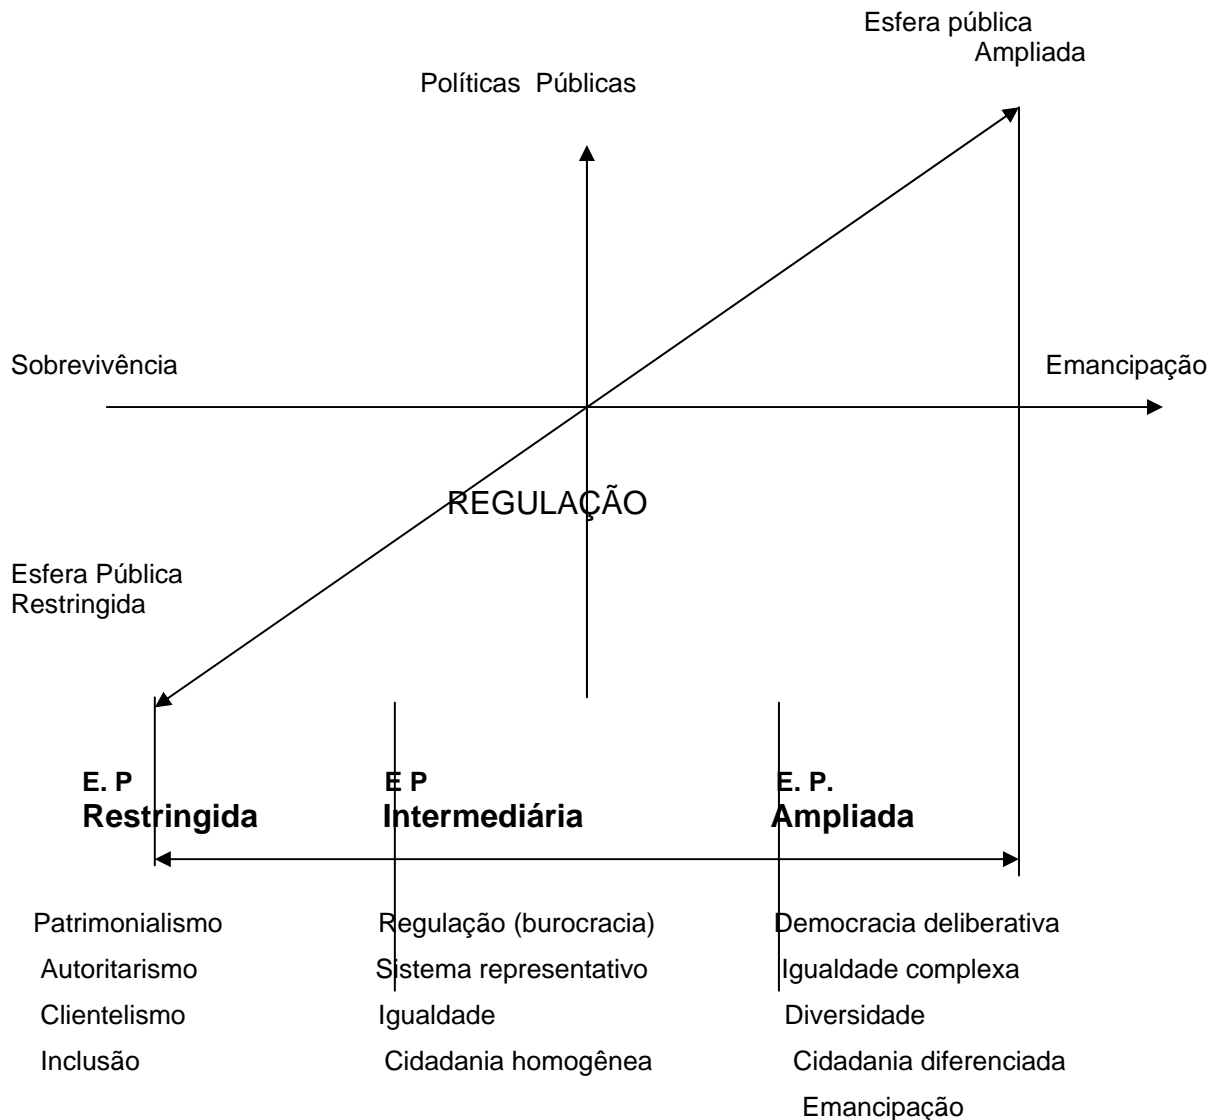 Esfera pública
Ampliada
Políticas Públicas
Sobrevivência
Emancipação
REGULAÇÃO
Esfera Pública
Restringida
E. P
Restringida
E P
Intermediária
E. P.
Ampliada
Patrimonialismo
Regulação (burocracia)
Democracia deliberativa
Autoritarismo
Sistema representativo
Igualdade complexa
Clientelismo
Igualdade
Diversidade
Inclusão
Cidadania homogênea
Cidadania diferenciada
Emancipação